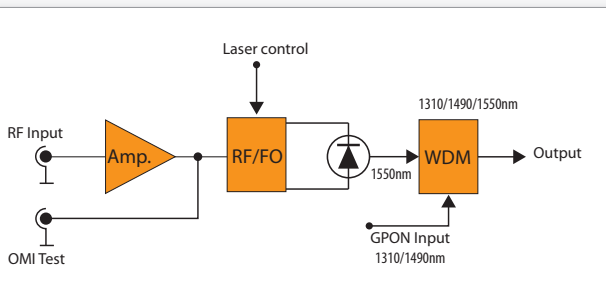 Laser control
1310/1490/1550nm
RF Input
Amp.
RF/FO
WDM
Output
1550nm
GPON Input
1310/1490nm
OMI Test